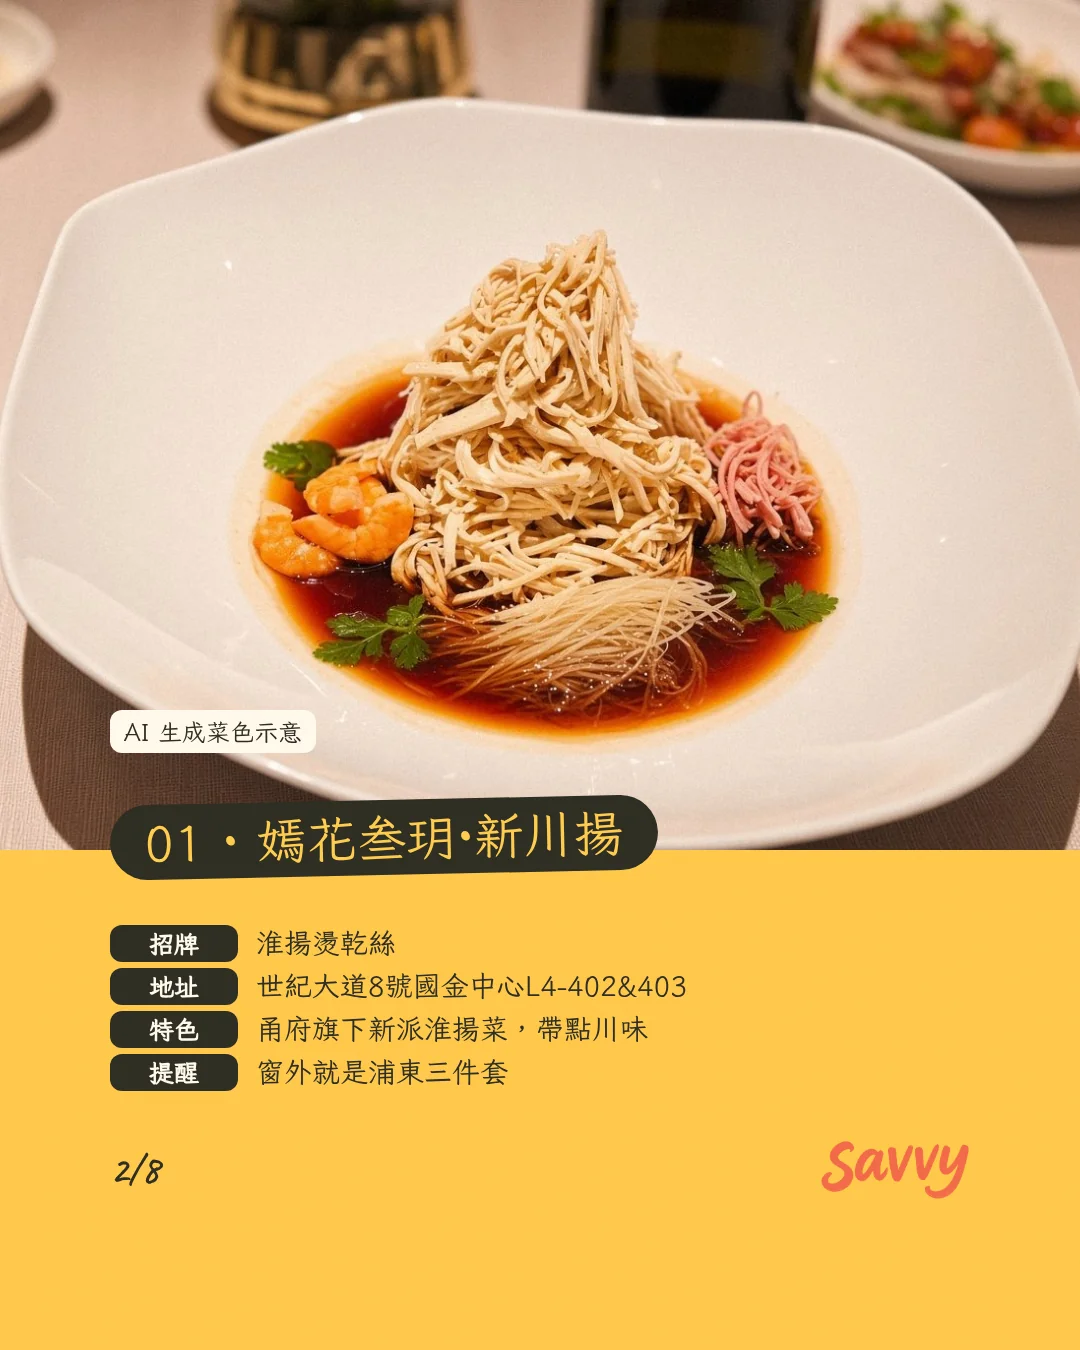 AI 生成菜色示意
01・嫣花叁玥•新川揚
招牌 淮揚燙乾絲
地址 世紀大道8號國金中心L4-402&403
特色 甬府旗下新派淮揚菜，帶點川味
提醒 窗外就是浦東三件套
2/8
Savvy